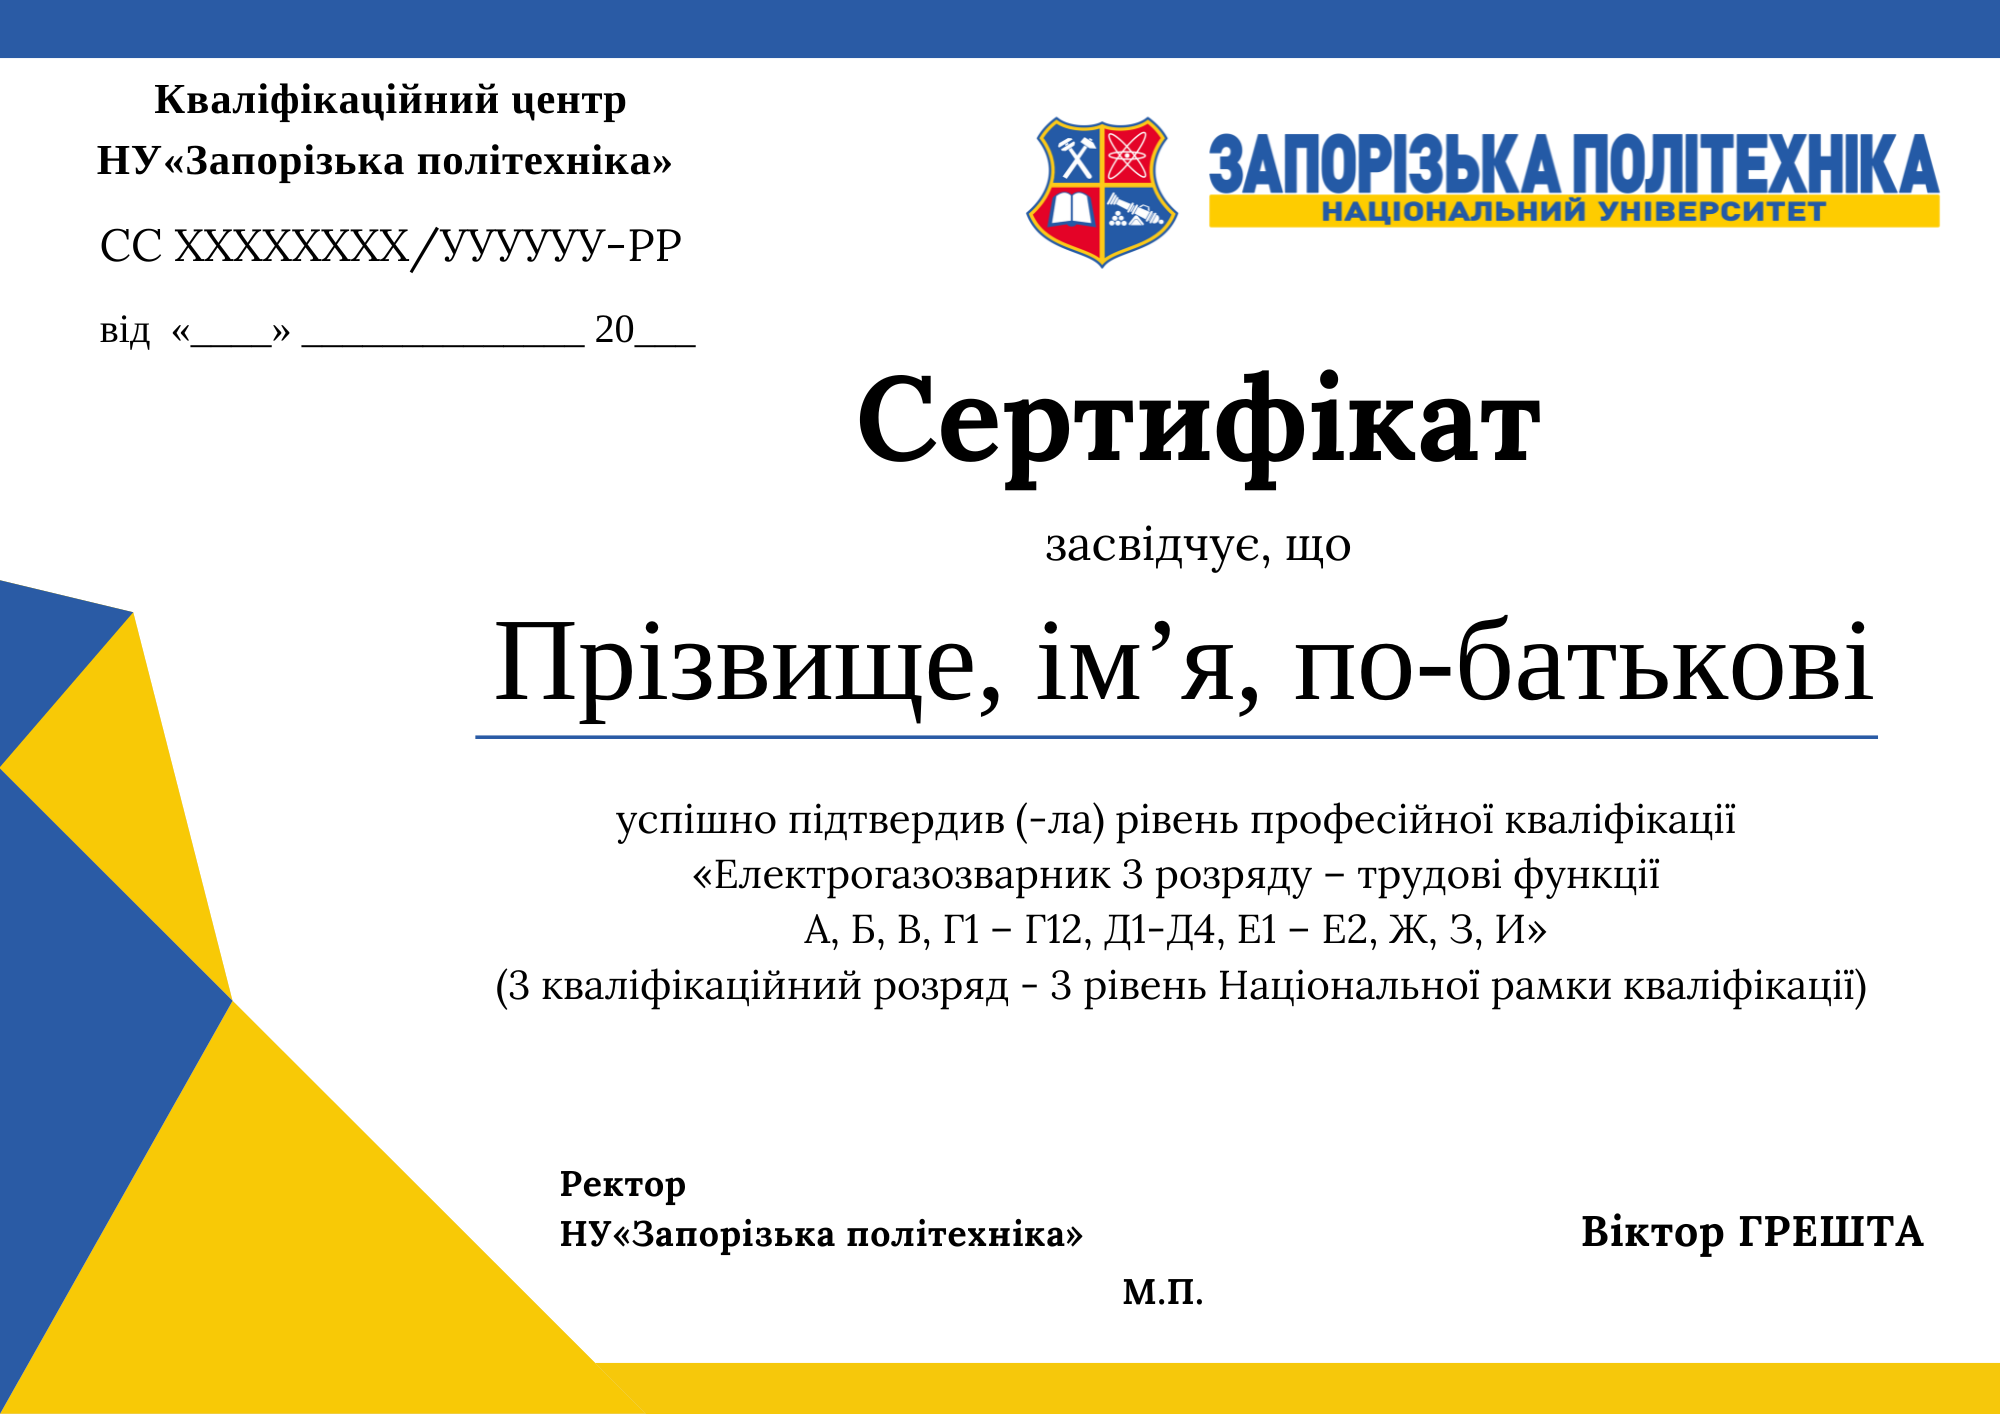 Кваліфікаційний центр
НУ«Запорізька політехніка»
СС ХХХХХХХХ/УУУУУУ-РР
від «____» ______________ 20___
ЗАПОРІЗЬКА ПОЛІТЕХНІКА
НАЦІОНАЛЬНИЙ УНІВЕРСИТЕТ
Сертифікат
засвідчує, що
Прізвище, ім’я, по-батькові
успішно підтвердив (-ла) рівень професійної кваліфікації
«Електрогазозварник 3 розряду – трудові функції
А, Б, В, Г1 – Г12, Д1-Д4, Е1 – Е2, Ж, З, И»
(3 кваліфікаційний розряд - 3 рівень Національної рамки кваліфікації)
Ректор
НУ«Запорізька політехніка»
Віктор ГРЕШТА
М.П.